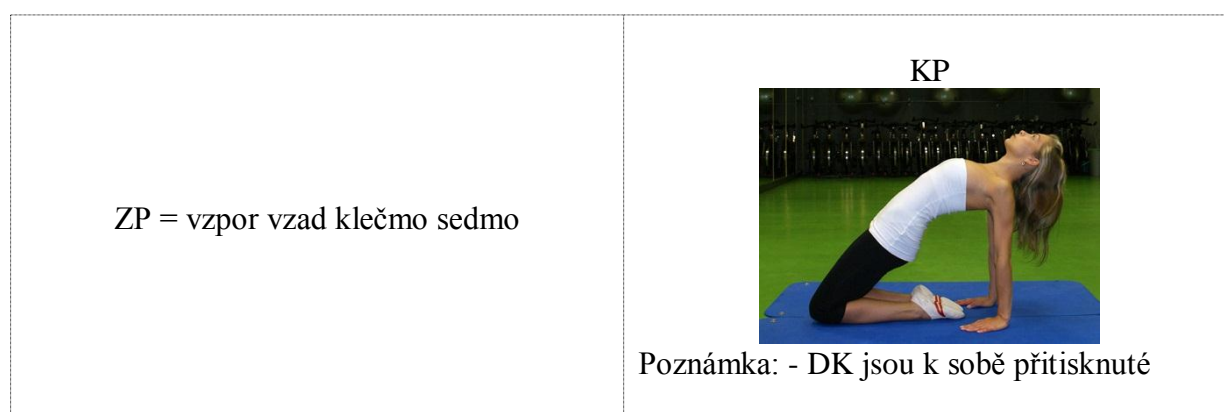 ZP = vzpor vzad klečmo sedmo
KP
Poznámka: - DK jsou k sobě přitisknuté